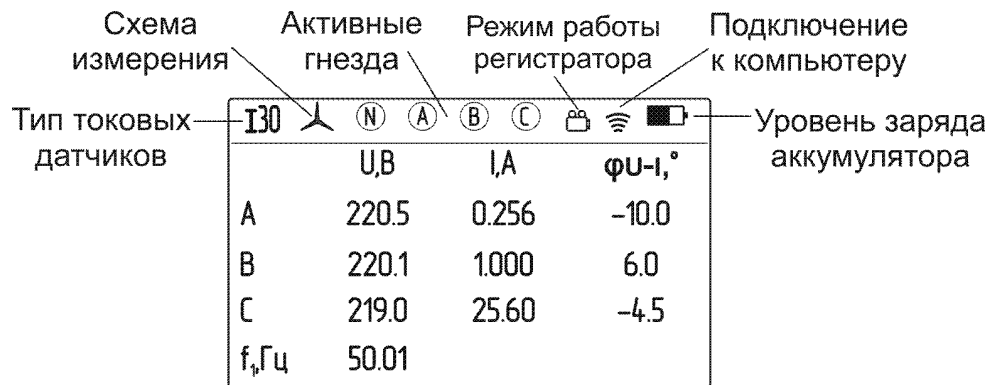 Схема измерения
Активные гнезда
Режим работы регистратора
Подключение к компьютеру
Тип токовых датчиков
I30 N A B C
Уровень заряда аккумулятора
U,В I,А φU-I,°
A 220.5 0.256 –10.0
B 220.1 1.000 6.0
C 219.0 25.60 –4.5
f₁,Гц 50.01